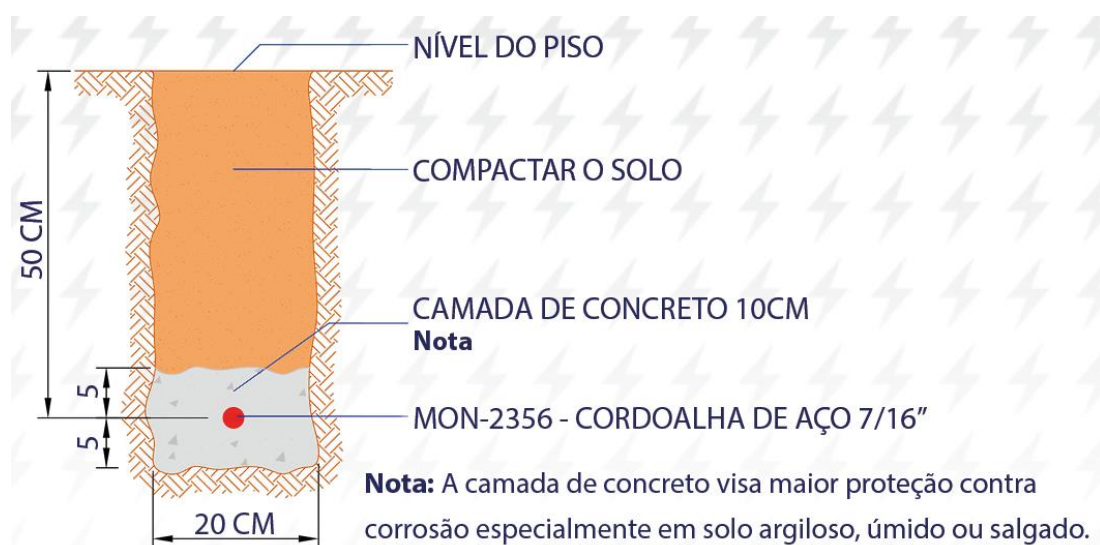 NÍVEL DO PISO
COMPACTAR O SOLO
50 CM
CAMADA DE CONCRETO 10CM
Nota
5
MON-2356 - CORDOALHA DE AÇO 7/16”
5
Nota: A camada de concreto visa maior proteção contra
corrosão especialmente em solo argiloso, úmido ou salgado.
20 CM